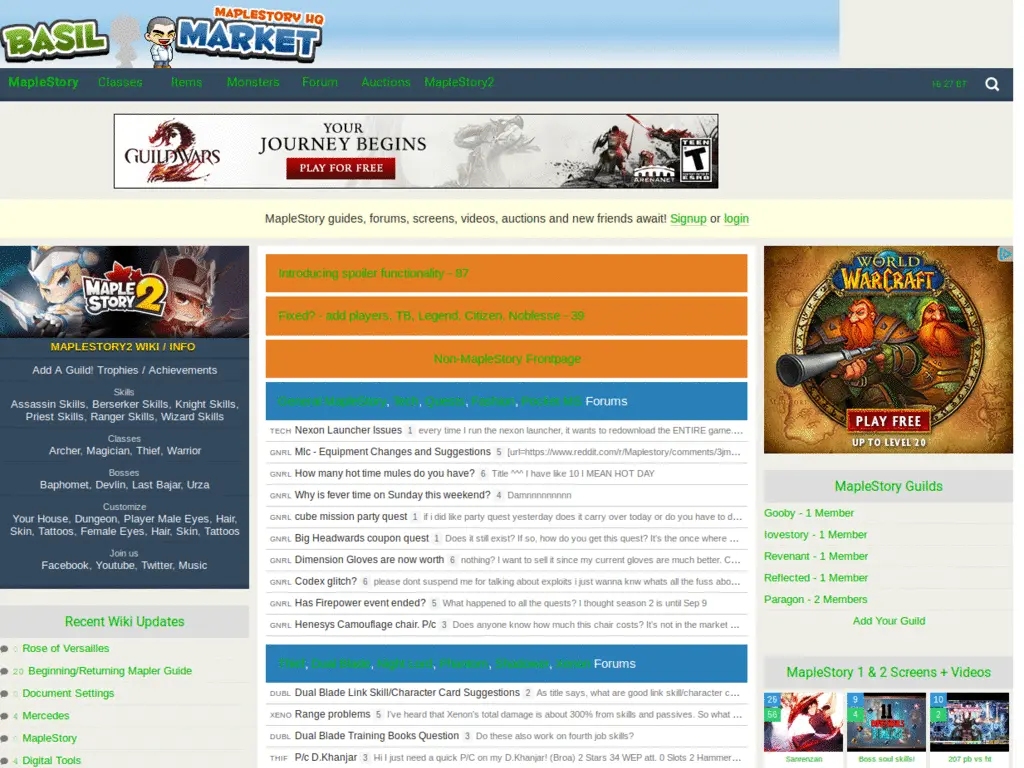 BASIL MARKET
MAPLESTORY HQ
MapleStory Classes Items Monsters Forum Auctions MapleStory2
Hi 27 BT
GUILD WARS 2
YOUR
JOURNEY BEGINS
PLAY FOR FREE
ARENANET
TEEN
T
ESRB
MapleStory guides, forums, screens, videos, auctions and new friends await! Signup or login
MAPLE
STORY 2
MAPLESTORY2 WIKI / INFO
Add A Guild! Trophies / Achievements
Skills
Assassin Skills, Berserker Skills, Knight Skills,
Priest Skills, Ranger Skills, Wizard Skills
Classes
Archer, Magician, Thief, Warrior
Bosses
Baphomet, Devlin, Last Bajar, Urza
Customize
Your House, Dungeon, Player Male Eyes, Hair,
Skin, Tattoos, Female Eyes, Hair, Skin, Tattoos
Join us
Facebook, Youtube, Twitter, Music
Recent Wiki Updates
Rose of Versailles
20 Beginning/Returning Mapler Guide
Document Settings
4 Mercedes
MapleStory
4 Digital Tools
Introducing spoiler functionality - 87
Fixed? - add players, TB, Legend, Citizen, Noblesse - 39
Non-MapleStory Frontpage
General MapleStory, Tech, Forums
TECH Nexon Launcher Issues 1 every time I run the nexon launcher, it wants to redownload the ENTIRE game....
GNRL Mlc - Equipment Changes and Suggestions 5 [url=https://www.reddit.com/r/Maplestory/comments/3jm...
GNRL How many hot time mules do you have? 6 Title ^^^ I have like 10 I MEAN HOT DAY
GNRL Why is fever time on Sunday this weekend? 4 Damnnnnnnnnn
GNRL cube mission party quest 1 if i did like party quest yesterday does it carry over today or do you have to d...
GNRL Big Headwards coupon quest 1 Does it still exist? If so, how do you get this quest? It's the once where ...
GNRL Dimension Gloves are now worth 6 nothing? I want to sell it since my current gloves are much better. C...
GNRL Codex glitch? 6 please dont suspend me for talking about exploits i just wanna knw whats all the fuss abo...
GNRL Has Firepower event ended? 5 What happened to all the quests? I thought season 2 is until Sep 9
GNRL Henesys Camouflage chair. P/c 3 Does anyone know how much this chair costs? It's not in the market ...
Thief, Dual Blade, Night Lord, Phantom, Shadower, Xenon Forums
DUBL Dual Blade Link Skill/Character Card Suggestions 2 As title says, what are good link skill/character c...
XENO Range problems 5 I've heard that Xenon's total damage is about 300% from skills and passives. So what ...
DUBL Dual Blade Training Books Question 3 Do these also work on fourth job skills?
THIF P/c D.Khanjar 3 Hi I just need a quick P/C on my D.Khanjar! (Broa) 2 Stars 34 WEP att. 0 Slots 2 Hammer...
WORLD
OF
WARCRAFT
PLAY FREE
UP TO LEVEL 20
MapleStory Guilds
Gooby - 1 Member
Iovestory - 1 Member
Revenant - 1 Member
Reflected - 1 Member
Paragon - 2 Members
Add Your Guild
MapleStory 1 & 2 Screens + Videos
9
4
11
10
2
Sanrenzan
Boss soul skills!
207 pb vs fd